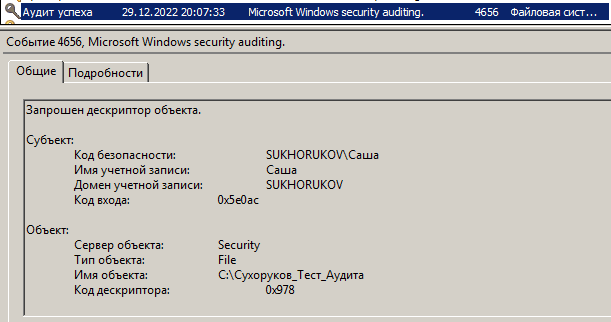 Аудит успеха 29.12.2022 20:07:33 Microsoft Windows security auditing. 4656 Файловая сист...
Событие 4656, Microsoft Windows security auditing.
Общие Подробности
Запрошен дескриптор объекта.
Субъект:
Код безопасности: SUKHORUKOV\Саша
Имя учетной записи: Саша
Домен учетной записи: SUKHORUKOV
Код входа: 0x5e0ac
Объект:
Сервер объекта: Security
Тип объекта: File
Имя объекта: C:\Сухоруков_Тест_Аудита
Код дескриптора: 0x978